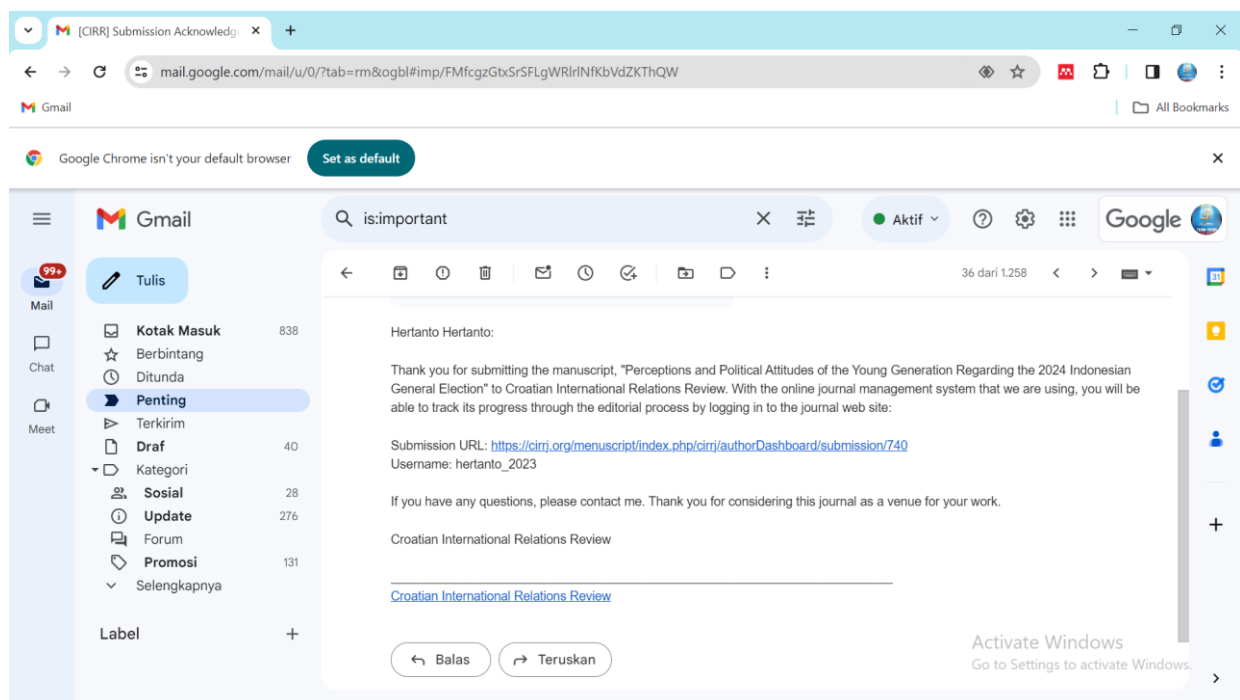 [CIRR] Submission Acknowledg
mail.google.com/mail/u/0/?tab=rm&ogbl#imp/FMfcgzGtxSrSFLgWRlrlNfKbVdZKThQW
Gmail
All Bookmarks
Google Chrome isn't your default browser
Set as default
Gmail
is:important
Aktif
Google
99+
Mail
Chat
Meet
Tulis
Kotak Masuk 838
Berbintang
Ditunda
Penting
Terkirim
Draf 40
Kategori
Sosial 28
Update 276
Forum
Promosi 131
Selengkapnya
Label
36 dari 1.258
31
Hertanto Hertanto:
Thank you for submitting the manuscript, "Perceptions and Political Attitudes of the Young Generation Regarding the 2024 Indonesian
General Election" to Croatian International Relations Review. With the online journal management system that we are using, you will be
able to track its progress through the editorial process by logging in to the journal web site:
Submission URL: https://cirrj.org/menuscript/index.php/cirrj/authorDashboard/submission/740
Username: hertanto_2023
If you have any questions, please contact me. Thank you for considering this journal as a venue for your work.
Croatian International Relations Review
Croatian International Relations Review
Balas
Teruskan
Activate Windows
Go to Settings to activate Windows.